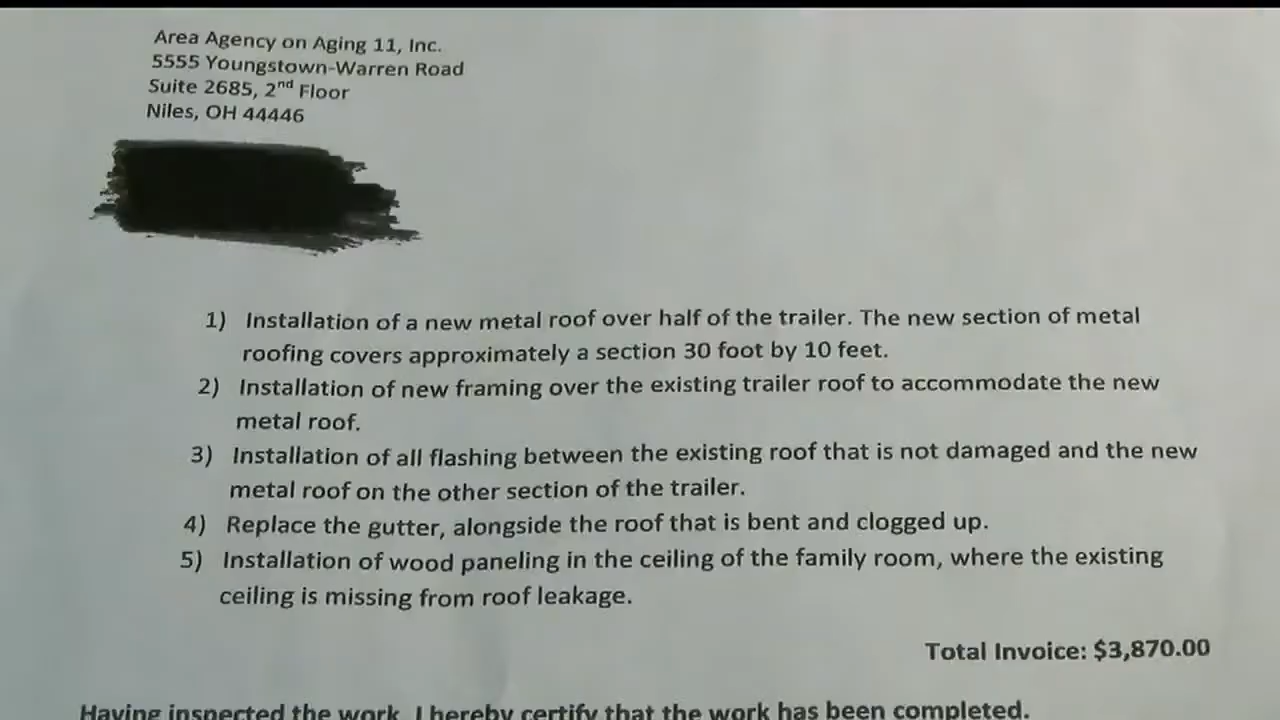 Area Agency on Aging 11, Inc.
5555 Youngstown-Warren Road
Suite 2685, 2nd Floor
Niles, OH 44446
1) Installation of a new metal roof over half of the trailer. The new section of metal
roofing covers approximately a section 30 foot by 10 feet.
2) Installation of new framing over the existing trailer roof to accommodate the new
metal roof.
3) Installation of all flashing between the existing roof that is not damaged and the new
metal roof on the other section of the trailer.
4) Replace the gutter, alongside the roof that is bent and clogged up.
5) Installation of wood paneling in the ceiling of the family room, where the existing
ceiling is missing from roof leakage.
Total Invoice: $3,870.00
Having inspected the work, I hereby certify that the work has been completed.